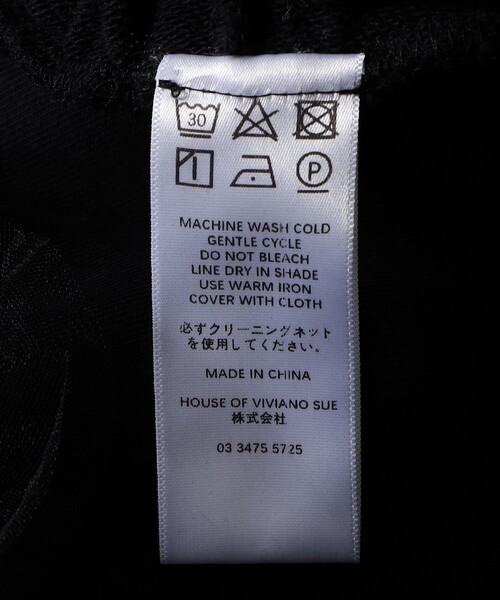 30
P
MACHINE WASH COLD
GENTLE CYCLE
DO NOT BLEACH
LINE DRY IN SHADE
USE WARM IRON
COVER WITH CLOTH
必ずクリーニングネット
を使用してください。
MADE IN CHINA
HOUSE OF VIVIANO SUE
株式会社
03 3475 5725